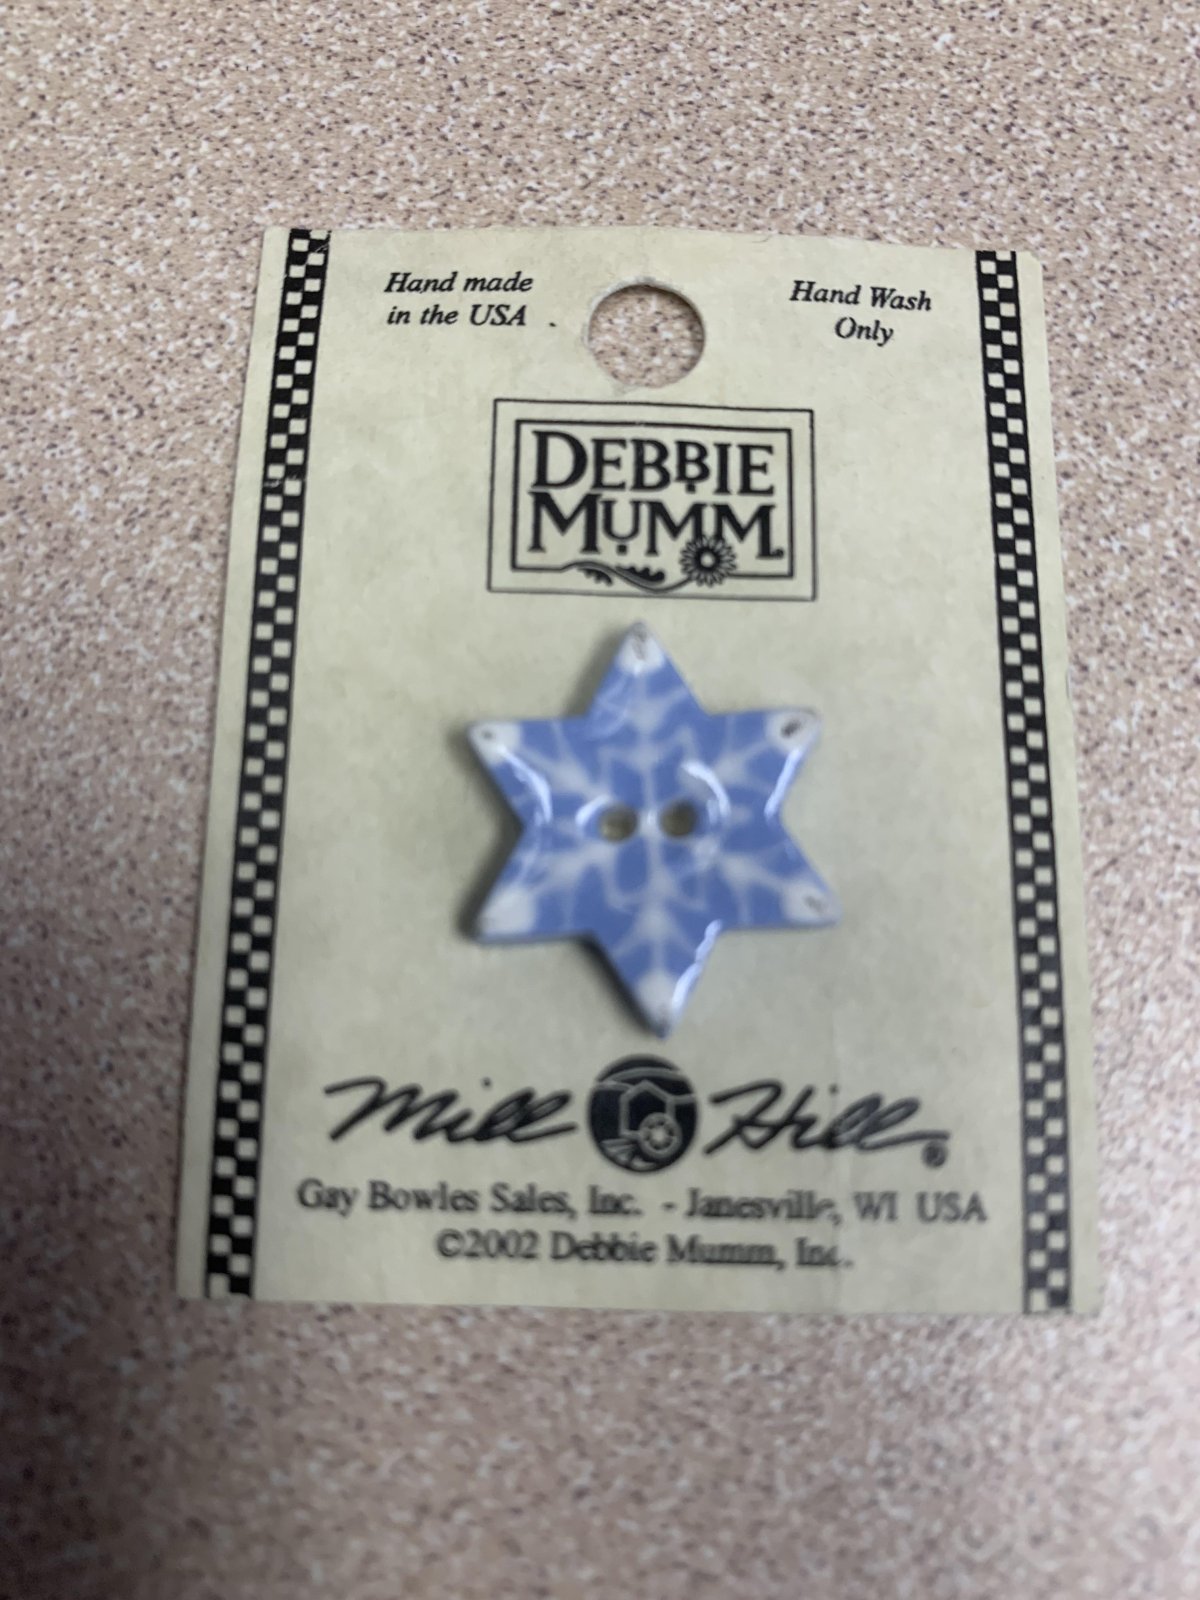 Hand made
in the USA
Hand Wash
Only
DEBBIE
MUMM
Mill Hill®
Gay Bowles Sales, Inc. - Janesville, WI USA
©2002 Debbie Mumm, Inc.